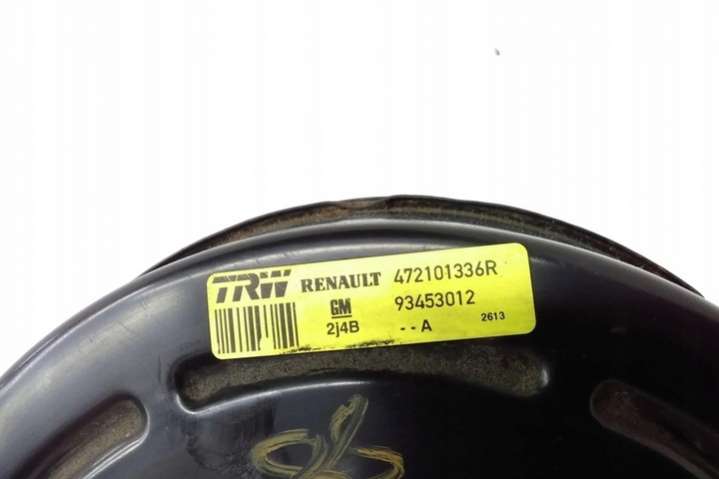 TRW RENAULT 472101336R
GM 93453012
2j4B --A 2613